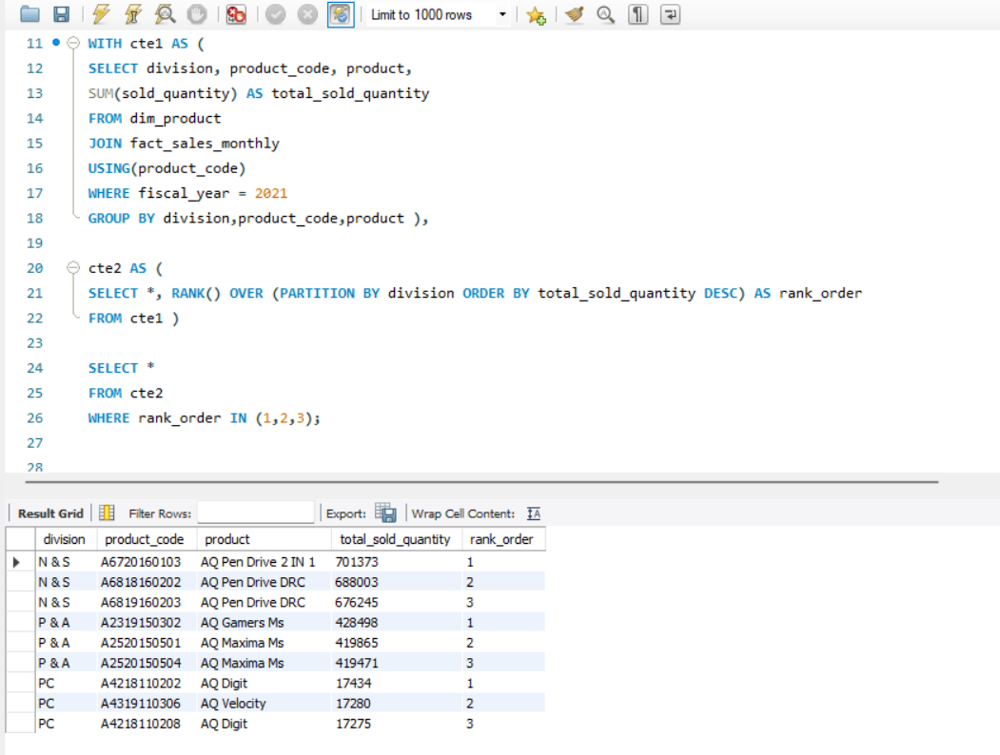 Limit to 1000 rows
11 WITH cte1 AS (
12 SELECT division, product_code, product,
13 SUM(sold_quantity) AS total_sold_quantity
14 FROM dim_product
15 JOIN fact_sales_monthly
16 USING(product_code)
17 WHERE fiscal_year = 2021
18 GROUP BY division,product_code,product ),
19
20 cte2 AS (
21 SELECT *, RANK() OVER (PARTITION BY division ORDER BY total_sold_quantity DESC) AS rank_order
22 FROM cte1 )
23
24 SELECT *
25 FROM cte2
26 WHERE rank_order IN (1,2,3);
27
28
Result Grid Filter Rows: Export: Wrap Cell Content: IA
division product_code product total_sold_quantity rank_order
N & S A6720160103 AQ Pen Drive 2 IN 1 701373 1
N & S A6818160202 AQ Pen Drive DRC 688003 2
N & S A6819160203 AQ Pen Drive DRC 676245 3
P & A A2319150302 AQ Gamers Ms 428498 1
P & A A2520150501 AQ Maxima Ms 419865 2
P & A A2520150504 AQ Maxima Ms 419471 3
PC A4218110202 AQ Digit 17434 1
PC A4319110306 AQ Velocity 17280 2
PC A4218110208 AQ Digit 17275 3